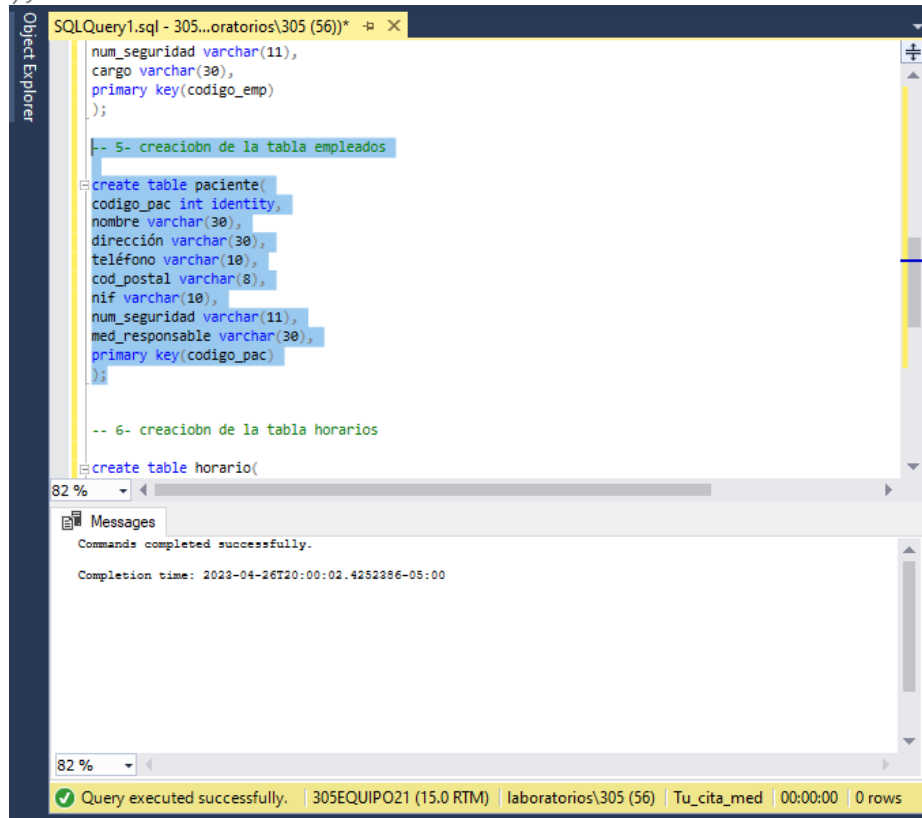 Object Explorer
SQLQuery1.sql - 305...oratorios\305 (56))*
num_seguridad varchar(11),
cargo varchar(30),
primary key(codigo_emp)
);
-- 5- creaciobn de la tabla empleados
create table paciente(
codigo_pac int identity,
nombre varchar(30),
dirección varchar(30),
teléfono varchar(10),
cod_postal varchar(8),
nif varchar(10),
num_seguridad varchar(11),
med_responsable varchar(30),
primary key(codigo_pac)
);
-- 6- creaciobn de la tabla horarios
create table horario(
82 %
Messages
Commands completed successfully.
Completion time: 2023-04-26T20:00:02.4252386-05:00
82 %
Query executed successfully. 305EQUIPO21 (15.0 RTM) laboratorios\305 (56) Tu_cita_med 00:00:00 0 rows